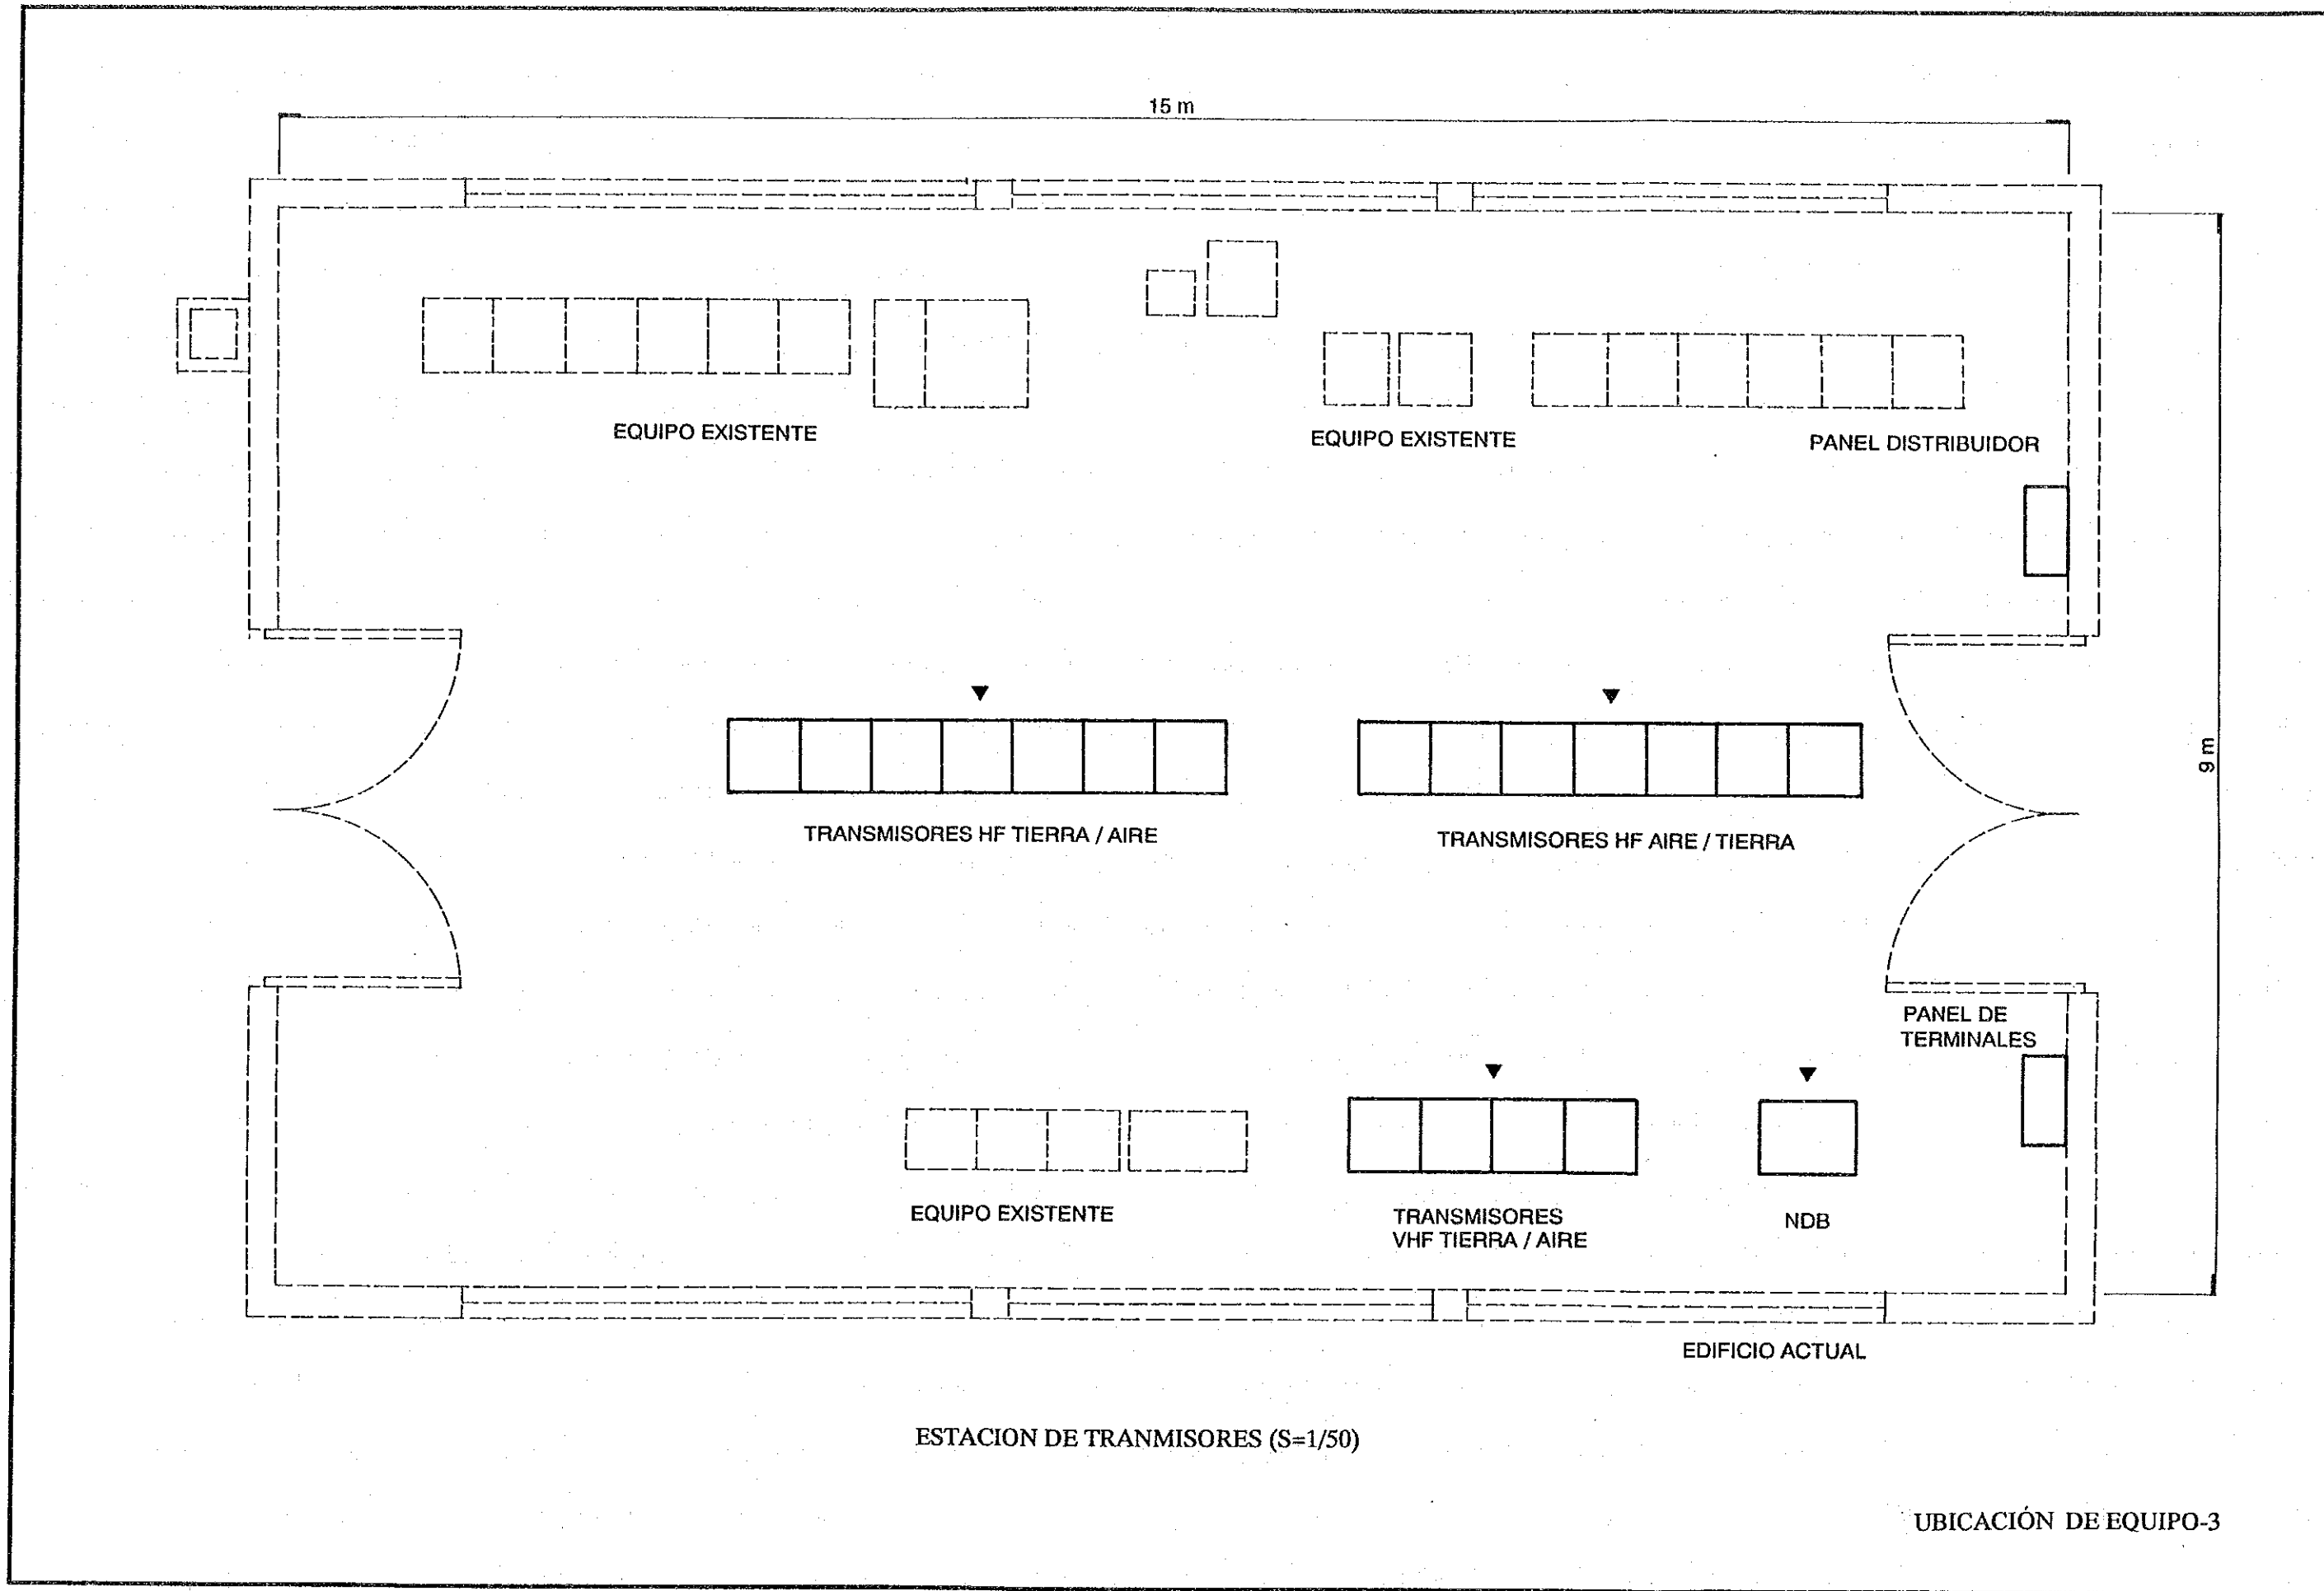 15 m
EQUIPO EXISTENTE
EQUIPO EXISTENTE
PANEL DISTRIBUIDOR
9 m
TRANSMISORES HF TIERRA / AIRE
TRANSMISORES HF AIRE / TIERRA
PANEL DE
TERMINALES
EQUIPO EXISTENTE
TRANSMISORES
VHF TIERRA / AIRE
NDB
EDIFICIO ACTUAL
ESTACION DE TRANMISORES (S=1/50)
UBICACIÓN DE EQUIPO-3